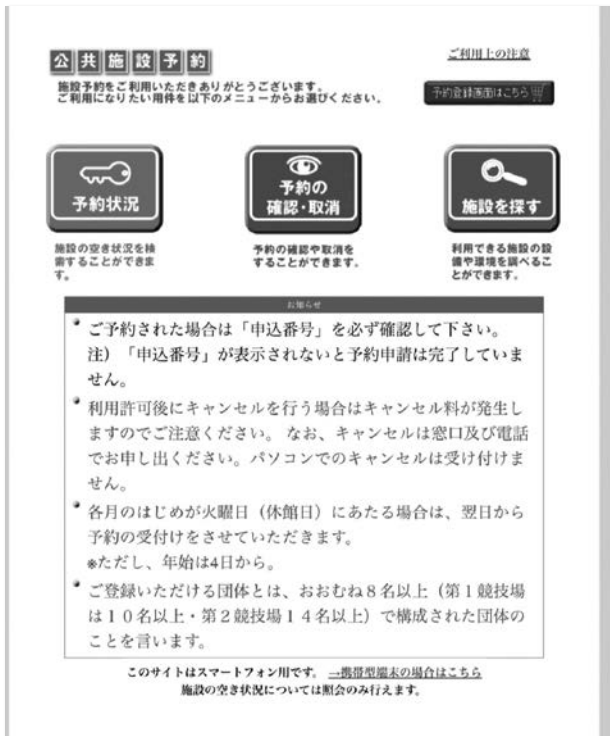 公共施設予約
ご利用上の注意
施設予約をご利用いただきありがとうございます。
ご利用になりたい用件を以下のメニューからお選びください。
予約登録画面はこちら
予約状況
予約の
確認・取消
施設を探す
施設の空き状況を検
索することができま
す。
予約の確認や取消を
することができます。
利用できる施設の設
備や環境を調べるこ
とができます。
お知らせ
ご予約された場合は「申込番号」を必ず確認して下さい。
注）「申込番号」が表示されないと予約申請は完了していま
せん。
利用許可後にキャンセルを行う場合はキャンセル料が発生し
ますのでご注意ください。 なお、キャンセルは窓口及び電話
でお申し出ください。パソコンでのキャンセルは受け付けま
せん。
各月のはじめが火曜日（休館日）にあたる場合は、翌日から
予約の受付けをさせていただきます。
※ただし、年始は4日から。
ご登録いただける団体とは、おおむね８名以上（第１競技場
は１０名以上・第２競技場１４名以上）で構成された団体の
ことを言います。
このサイトはスマートフォン用です。 →携帯型端末の場合はこちら
施設の空き状況については照会のみ行えます。